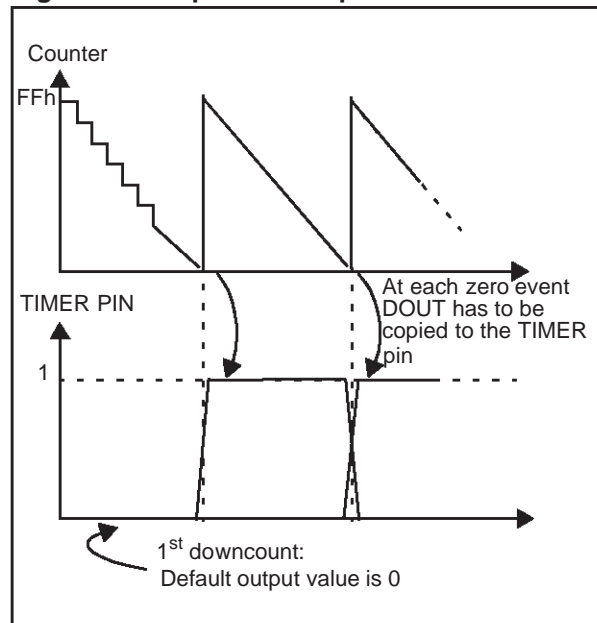 Counter
FFh
At each zero event
DOUT has to be
copied to the TIMER
pin
TIMER PIN
1
1st downcount:
Default output value is 0